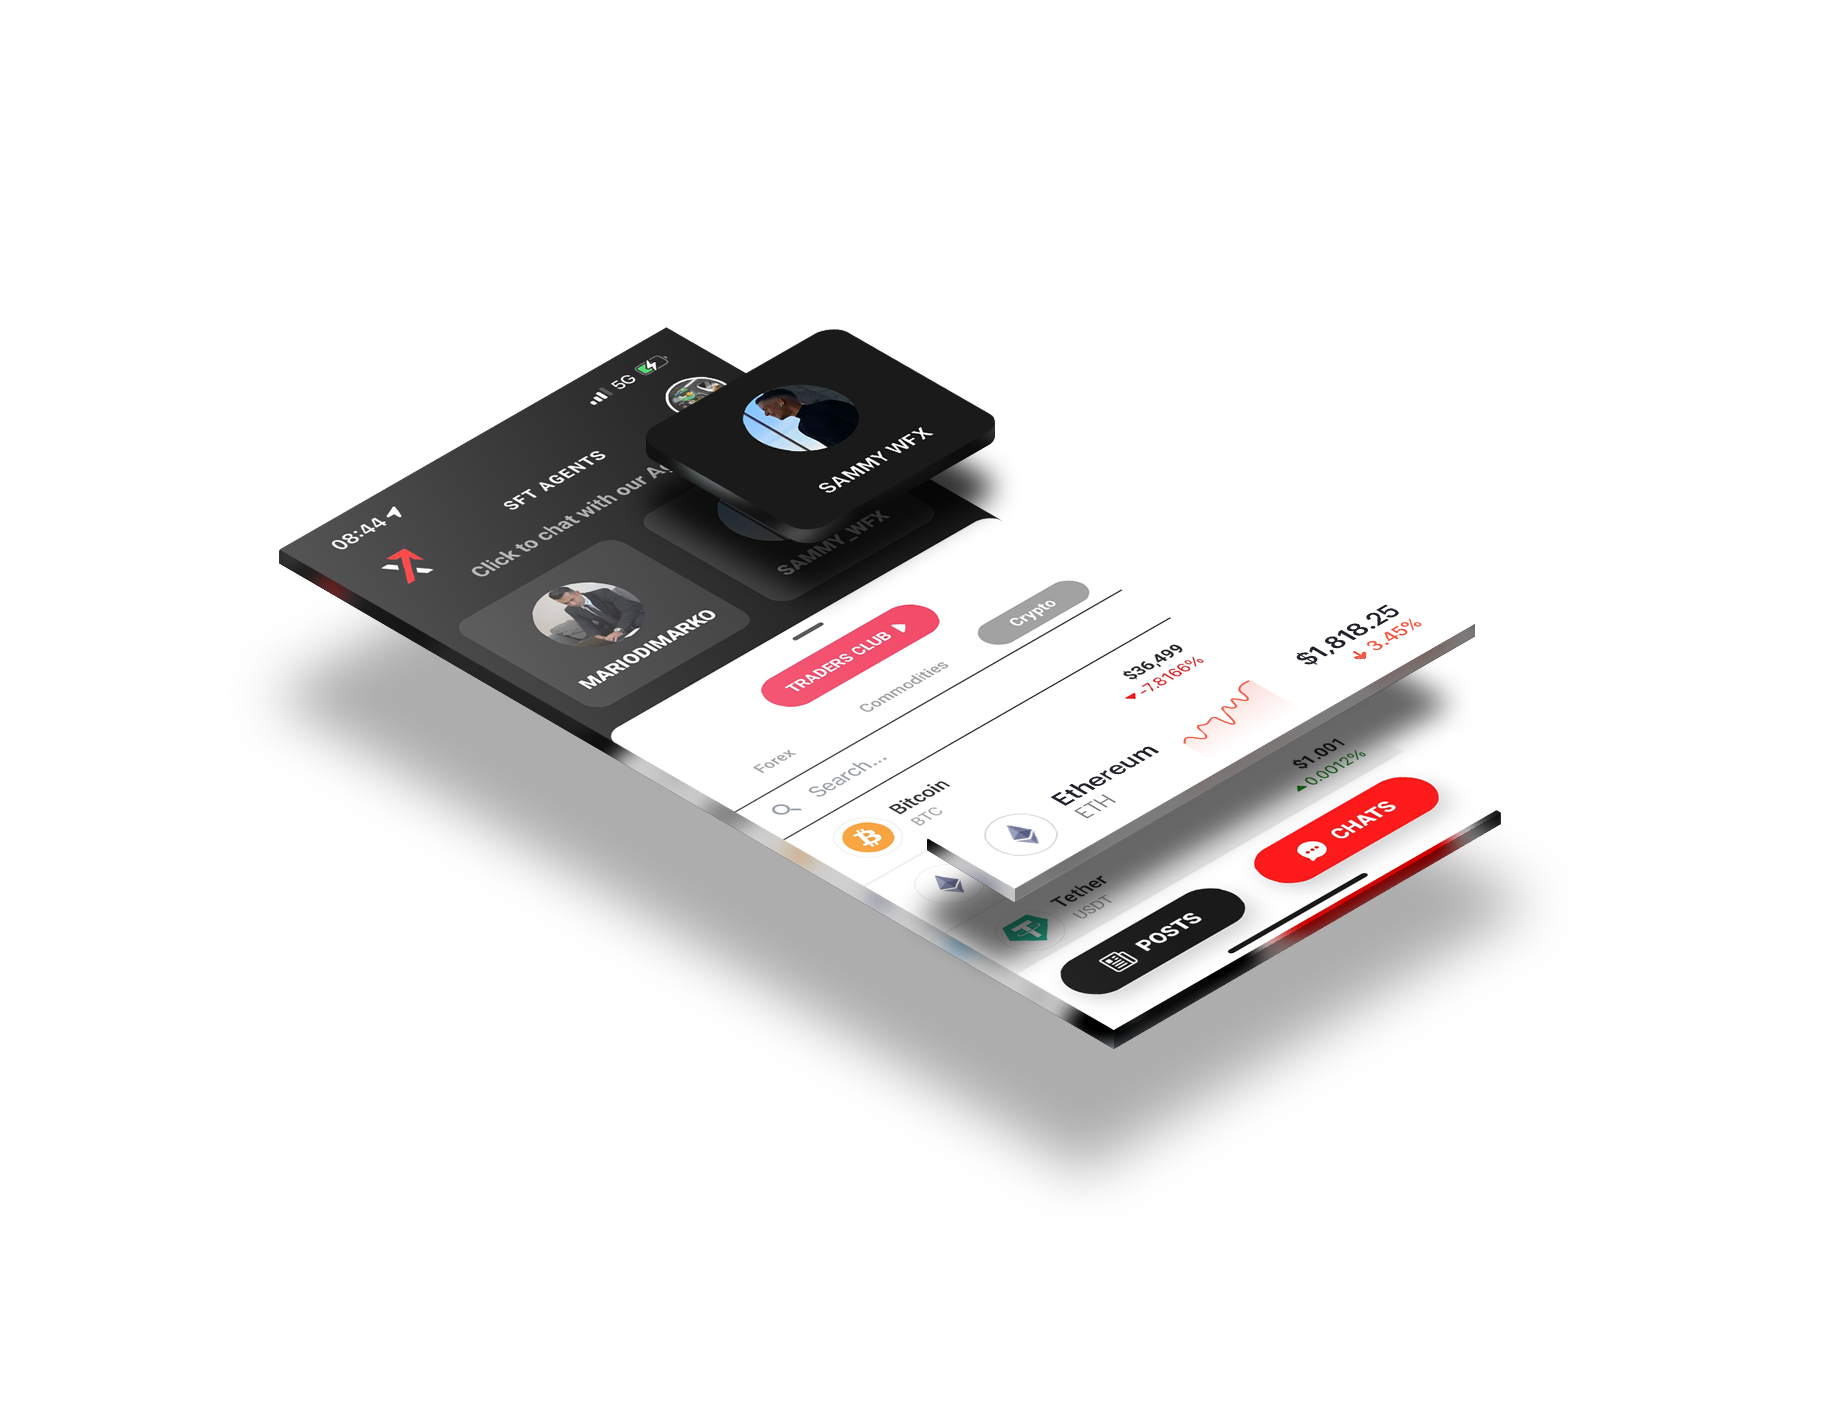 08:44
5G
SFT AGENTS
Click to chat with our
MARIODIMARKO
SAMMY WFX
SAMMY_WFX
TRADERS CLUB
Forex
Commodities
Crypto
Search...
Bitcoin
BTC
$36,499
-7.8166%
Ethereum
ETH
$1,818.25
3.45%
Tether
USDT
$1.001
0.0012%
POSTS
CHATS